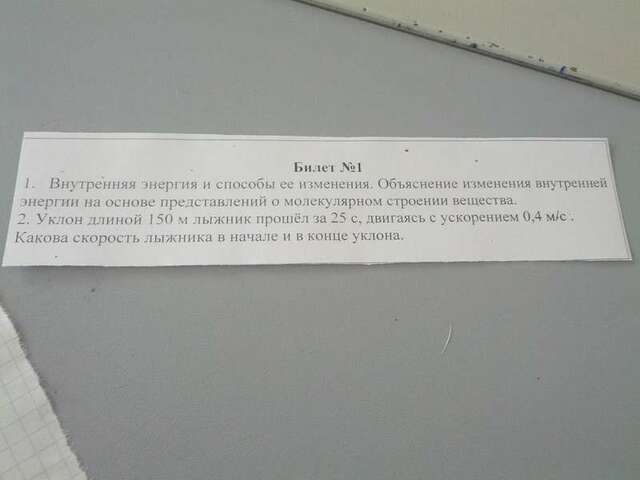 Билет №1
1. Внутренняя энергия и способы ее изменения. Объяснение изменения внутренней
энергии на основе представлений о молекулярном строении вещества.
2. Уклон длиной 150 м лыжник прошёл за 25 с, двигаясь с ускорением 0,4 м/с .
Какова скорость лыжника в начале и в конце уклона.